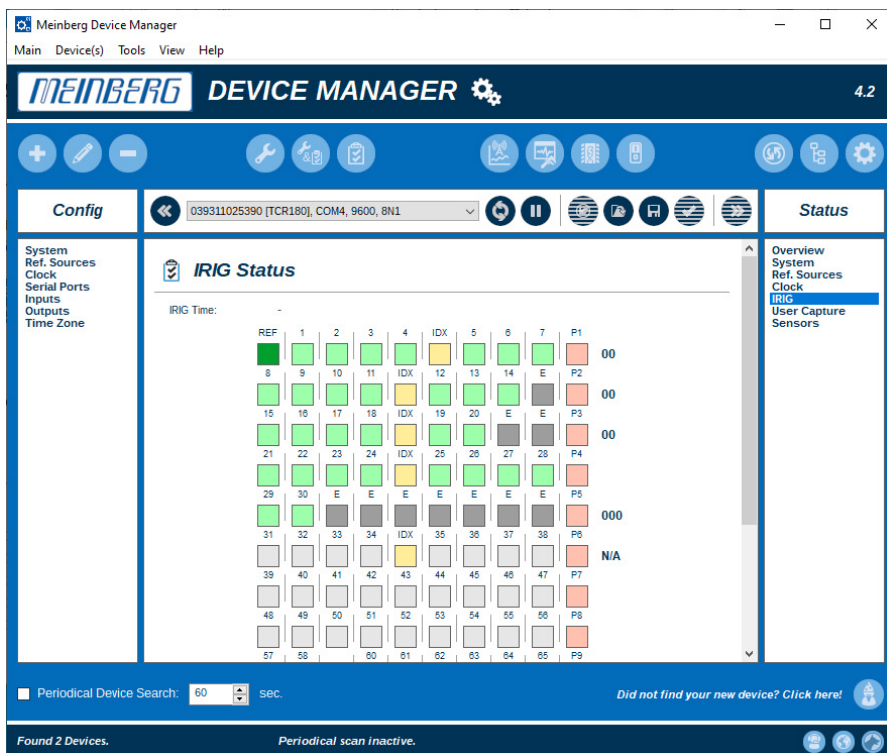 Meinberg Device Manager
Main Device(s) Tools View Help
MEINBERG DEVICE MANAGER 4.2
Config
039311025390 [TCR180], COM4, 9600, 8N1
Status
System
Ref. Sources
Clock
Serial Ports
Inputs
Outputs
Time Zone
IRIG Status
IRIG Time: -
REF 1 2 3 4 IDX 5 6 7 P1
00
8 9 10 11 IDX 12 13 14 E P2
00
15 16 17 18 IDX 19 20 E E P3
00
21 22 23 24 IDX 25 26 27 28 P4
29 30 E E E E E E E P5
000
31 32 33 34 IDX 35 36 37 38 P6
N/A
39 40 41 42 43 44 45 46 47 P7
48 49 50 51 52 53 54 55 56 P8
57 58 60 61 62 63 64 65 P9
Overview
System
Ref. Sources
Clock
IRIG
User Capture
Sensors
Periodical Device Search: 60 sec.
Did not find your new device? Click here!
Found 2 Devices.
Periodical scan inactive.